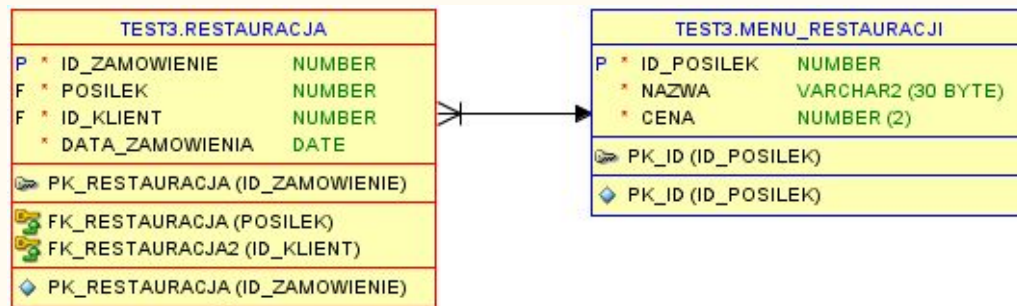 TEST3.RESTAURACJA
P * ID_ZAMOWIENIE NUMBER
F * POSILEK NUMBER
F * ID_KLIENT NUMBER
* DATA_ZAMOWIENIA DATE
PK_RESTAURACJA (ID_ZAMOWIENIE)
FK_RESTAURACJA (POSILEK)
FK_RESTAURACJA2 (ID_KLIENT)
PK_RESTAURACJA (ID_ZAMOWIENIE)
TEST3.MENU_RESTAURACJI
P * ID_POSILEK NUMBER
* NAZWA VARCHAR2 (30 BYTE)
* CENA NUMBER (2)
PK_ID (ID_POSILEK)
PK_ID (ID_POSILEK)